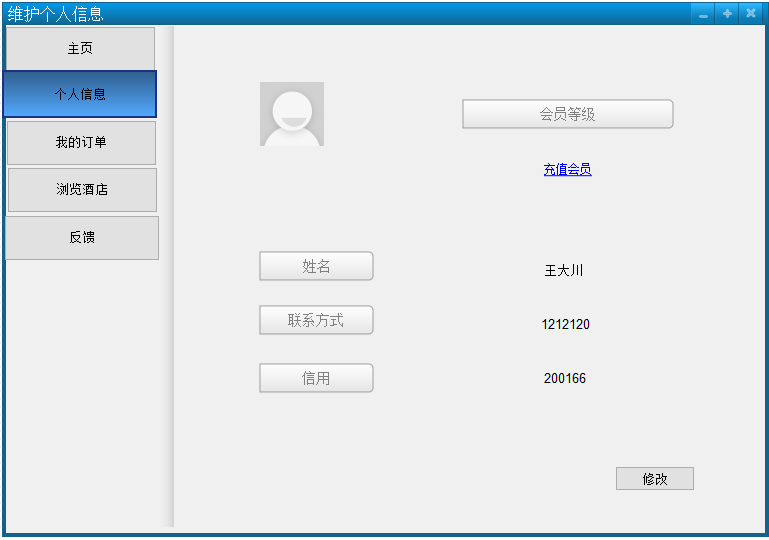 维护个人信息
主页
个人信息
我的订单
浏览酒店
反馈
会员等级
充值会员
姓名
王大川
联系方式
1212120
信用
200166
修改